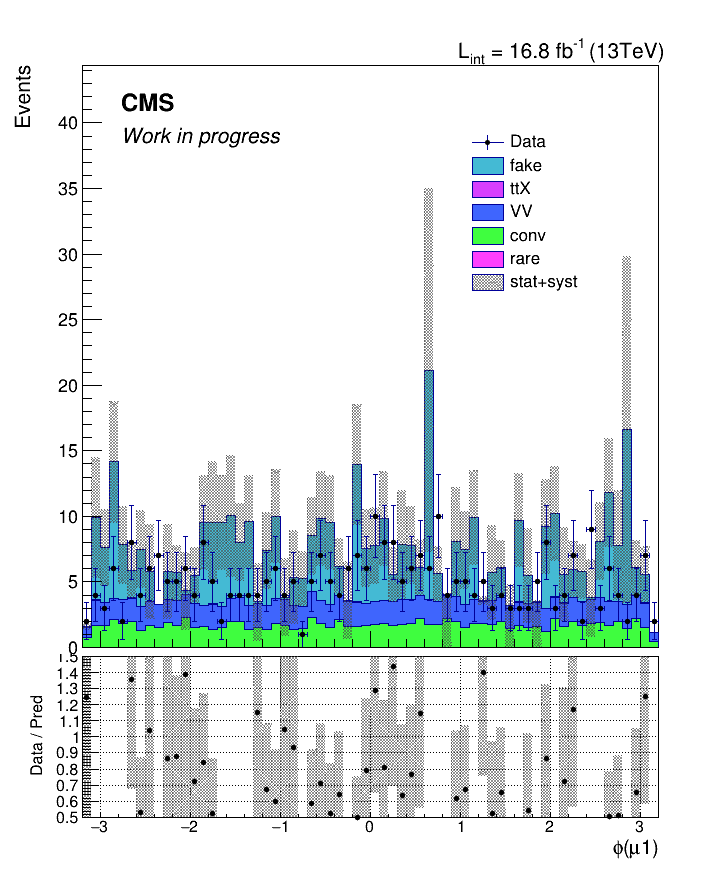 L_int = 16.8 fb^-1 (13TeV)
Events
CMS
Work in progress
Data
fake
ttX
VV
conv
rare
stat+syst
40
35
30
25
20
15
10
5
0
Data / Pred
1.5
1.4
1.3
1.2
1.1
1
0.9
0.8
0.7
0.6
0.5
−3 −2 −1 0 1 2 3
ϕ(μ1)